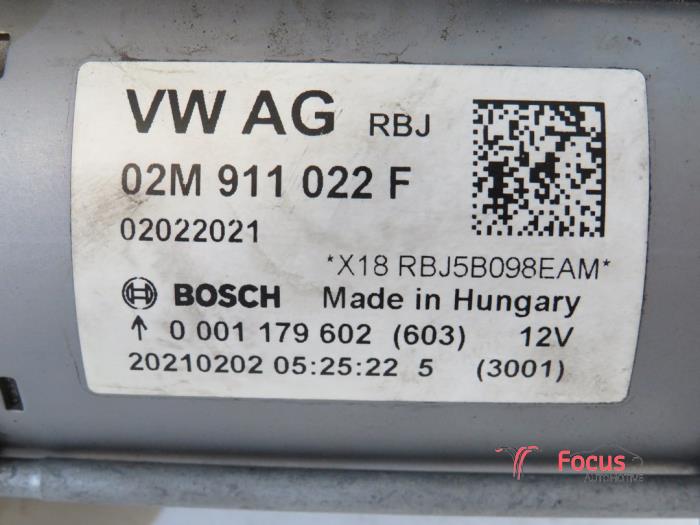 VW AG RBJ
02M 911 022 F
02022021
*X18 RBJ5B098EAM*
BOSCH Made in Hungary
↑ 0 001 179 602 (603) 12V
20210202 05:25:22 5 (3001)
Focus
AUTOMOTIVE